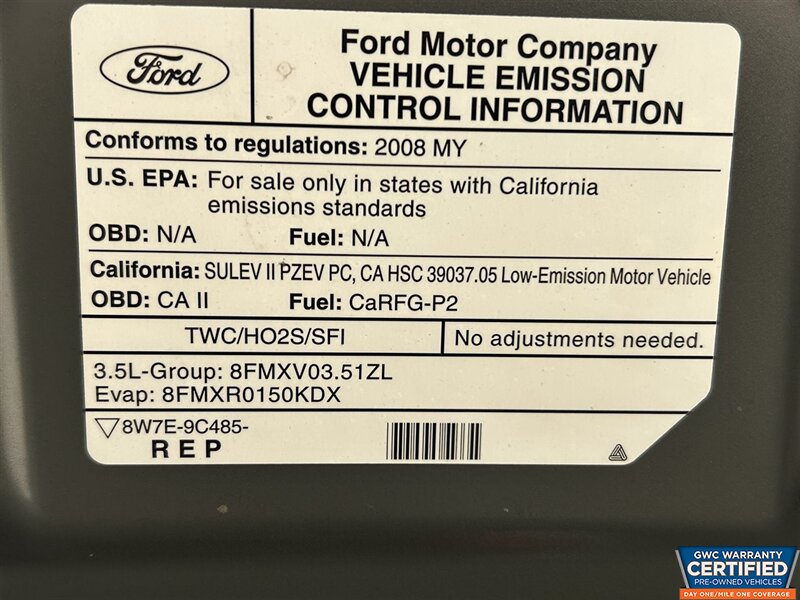 Ford
Ford Motor Company
VEHICLE EMISSION
CONTROL INFORMATION
Conforms to regulations: 2008 MY
U.S. EPA: For sale only in states with California
emissions standards
OBD: N/A Fuel: N/A
California: SULEV II PZEV PC, CA HSC 39037.05 Low-Emission Motor Vehicle
OBD: CA II Fuel: CaRFG-P2
TWC/HO2S/SFI No adjustments needed.
3.5L-Group: 8FMXV03.51ZL
Evap: 8FMXR0150KDX
8W7E-9C485-
REP
GWC WARRANTY
CERTIFIED
PRE-OWNED VEHICLES
DAY ONE/MILE ONE COVERAGE